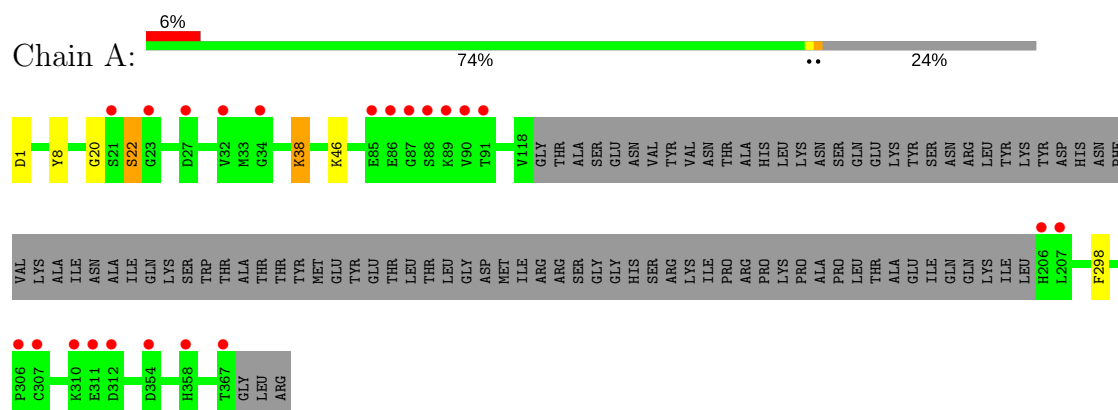 6%
Chain A:
74%
••
24%
D1 Y8 G20 S21 S22 G23 D27 V32 M33 G34 K38 K46 E85 E86 Q87 S88 K89 V90 T91 V118 GLY THR ALA SER GLU ASN VAL TYR VAL ASN THR ALA HIS LEU LYS ASN SER GLN GLU LYS TYR SER ASN ARG LEU TYR LYS TYR ASP HIS ASN PHE
VAL LYS ALA ILE ASN ALA ILE GLN LYS SER TRP THR ALA THR THR TYR MET GLU TYR GLU THR LEU THR LEU GLY ASP MET ILE ARG ARG SER GLY GLY HIS SER ARG LYS ILE PRO ARG PRO LYS PRO ALA PRO LEU THR ALA GLU ILE GLN GLN LYS ILE LEU H206 L207 F298
P306 C307 K310 E311 D312 D354 H358 T367 GLY LEU ARG